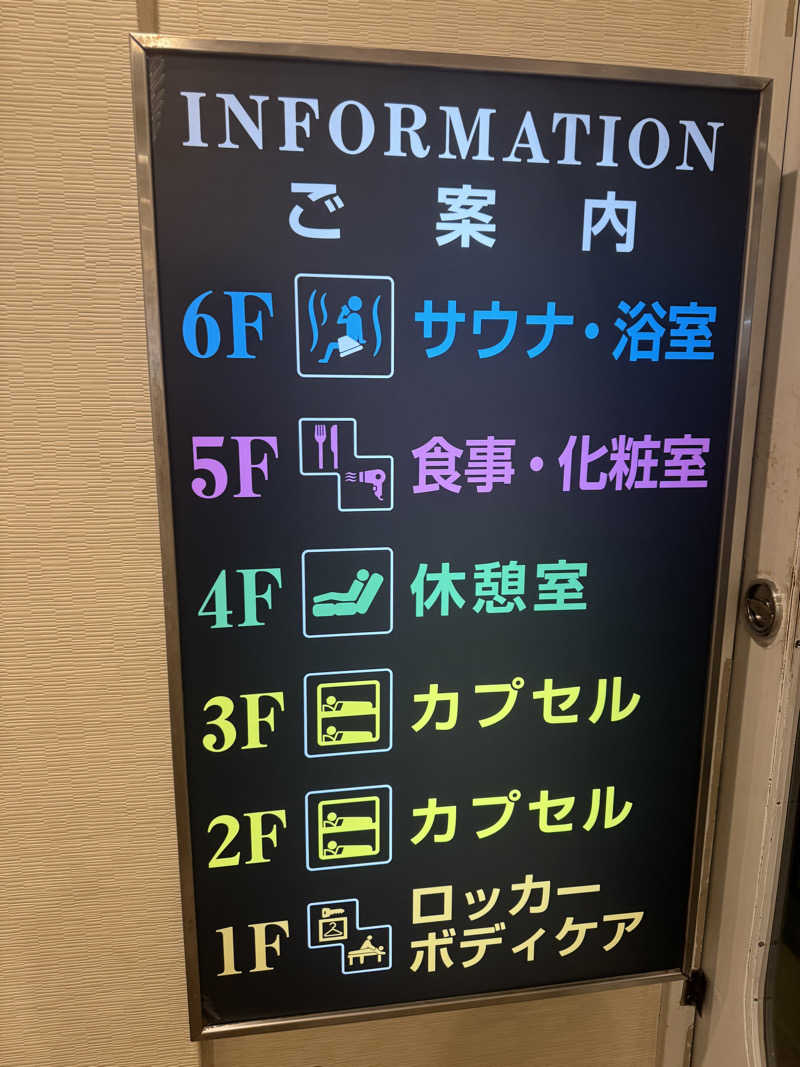 INFORMATION
ご案内
6F サウナ・浴室
5F 食事・化粧室
4F 休憩室
3F カプセル
2F カプセル
1F ロッカー
ボディケア